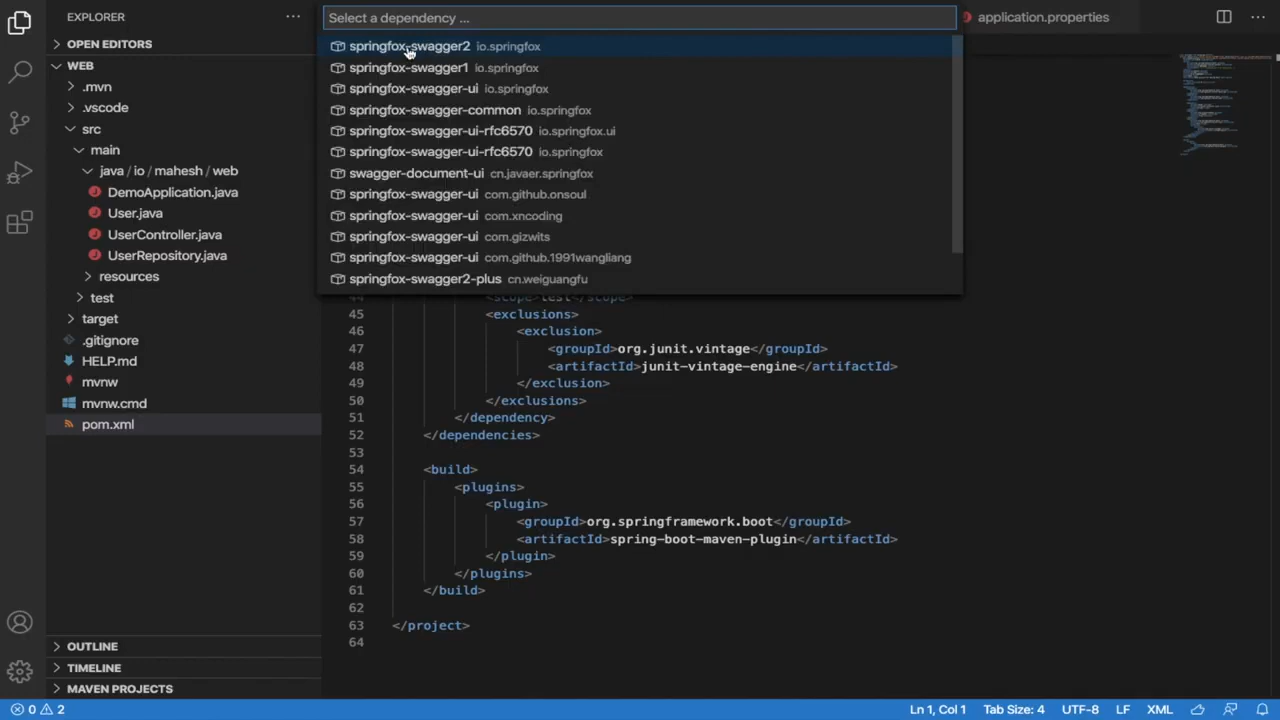 EXPLORER
OPEN EDITORS
WEB
.mvn
.vscode
src
main
java / io / mahesh / web
DemoApplication.java
User.java
UserController.java
UserRepository.java
resources
test
target
.gitignore
HELP.md
mvnw
mvnw.cmd
pom.xml
OUTLINE
TIMELINE
MAVEN PROJECTS
Select a dependency ...
springfox-swagger2 io.springfox
springfox-swagger1 io.springfox
springfox-swagger-ui io.springfox
springfox-swagger-common io.springfox
springfox-swagger-ui-rfc6570 io.springfox.ui
springfox-swagger-ui-rfc6570 io.springfox
swagger-document-ui cn.javaer.springfox
springfox-swagger-ui com.github.onsoul
springfox-swagger-ui com.xncoding
springfox-swagger-ui com.gizwits
springfox-swagger-ui com.github.1991wangliang
springfox-swagger2-plus cn.weiguangfu
application.properties
44 <scope>test</scope>
45 <exclusions>
46 <exclusion>
47 <groupId>org.junit.vintage</groupId>
48 <artifactId>junit-vintage-engine</artifactId>
49 </exclusion>
50 </exclusions>
51 </dependency>
52 </dependencies>
53
54 <build>
55 <plugins>
56 <plugin>
57 <groupId>org.springframework.boot</groupId>
58 <artifactId>spring-boot-maven-plugin</artifactId>
59 </plugin>
60 </plugins>
61 </build>
62
63 </project>
64
0 2
Ln 1, Col 1 Tab Size: 4 UTF-8 LF XML